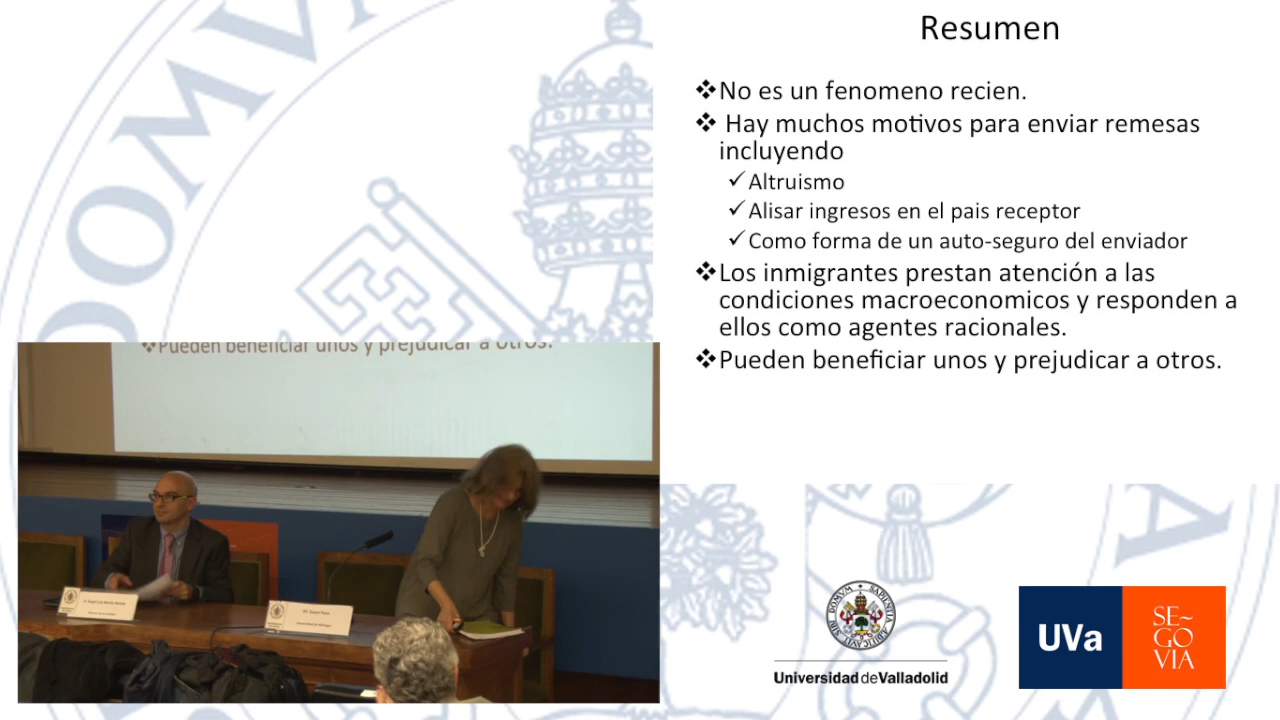 Resumen
❖No es un fenomeno recien.
❖ Hay muchos motivos para enviar remesas
incluyendo
✓Altruismo
✓Alisar ingresos en el pais receptor
✓Como forma de un auto-seguro del enviador
❖Los inmigrantes prestan atención a las
condiciones macroeconomicos y responden a
ellos como agentes racionales.
❖Pueden beneficiar unos y prejudicar a otros.
❖Pueden beneficiar unos y prejudicar a otros.
Universidad de Valladolid
UVa
SE~
GO
VIA